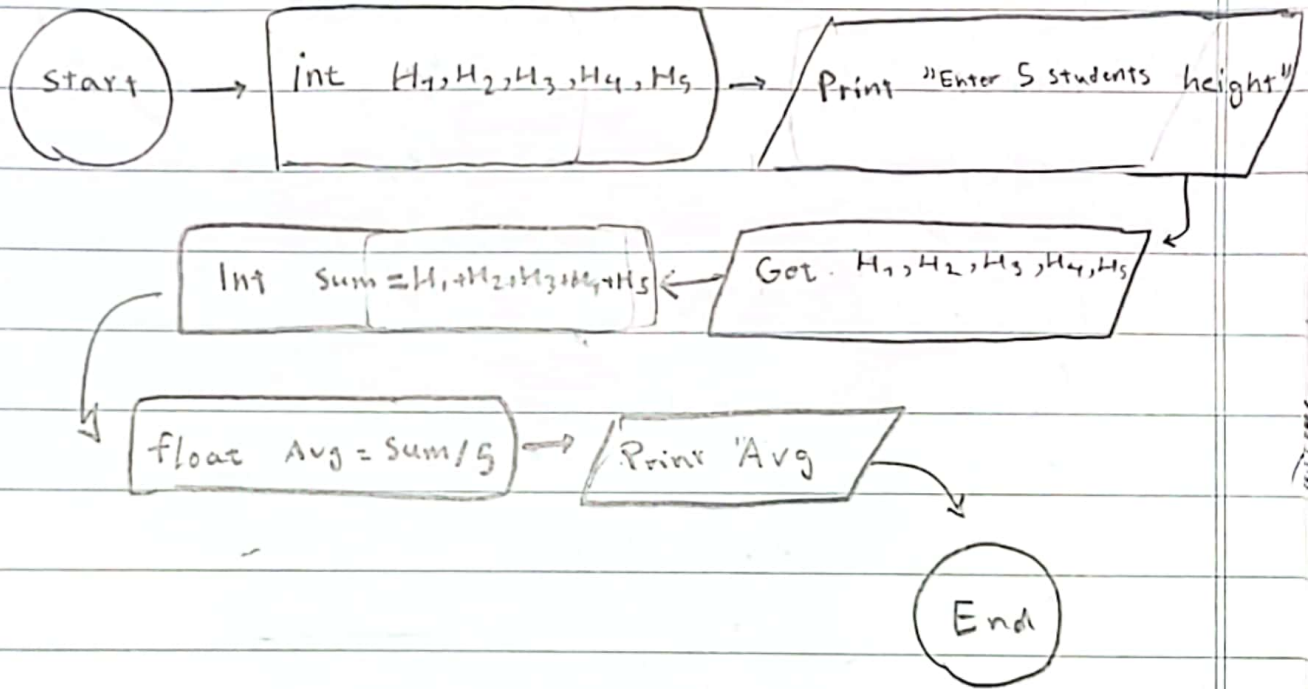 Start
int H1, H2, H3, H4, H5
Print "Enter 5 students height"
Get H1, H2, H3, H4, H5
Int Sum = H1+H2+H3+H4+H5
float Avg = Sum/5
Print "Avg
End